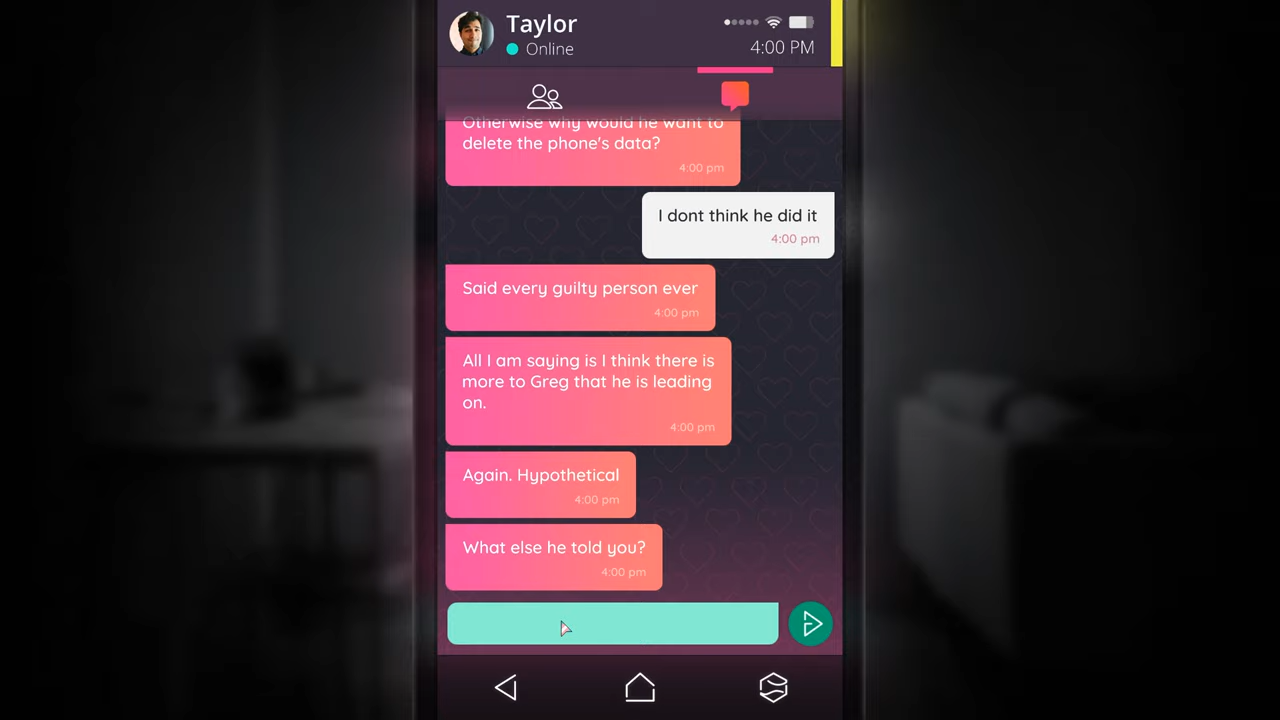 Taylor
Online
4:00 PM
Otherwise why would he want to
delete the phone's data?
4:00 pm
I dont think he did it
4:00 pm
Said every guilty person ever
4:00 pm
All I am saying is I think there is
more to Greg that he is leading
on.
4:00 pm
Again. Hypothetical
4:00 pm
What else he told you?
4:00 pm